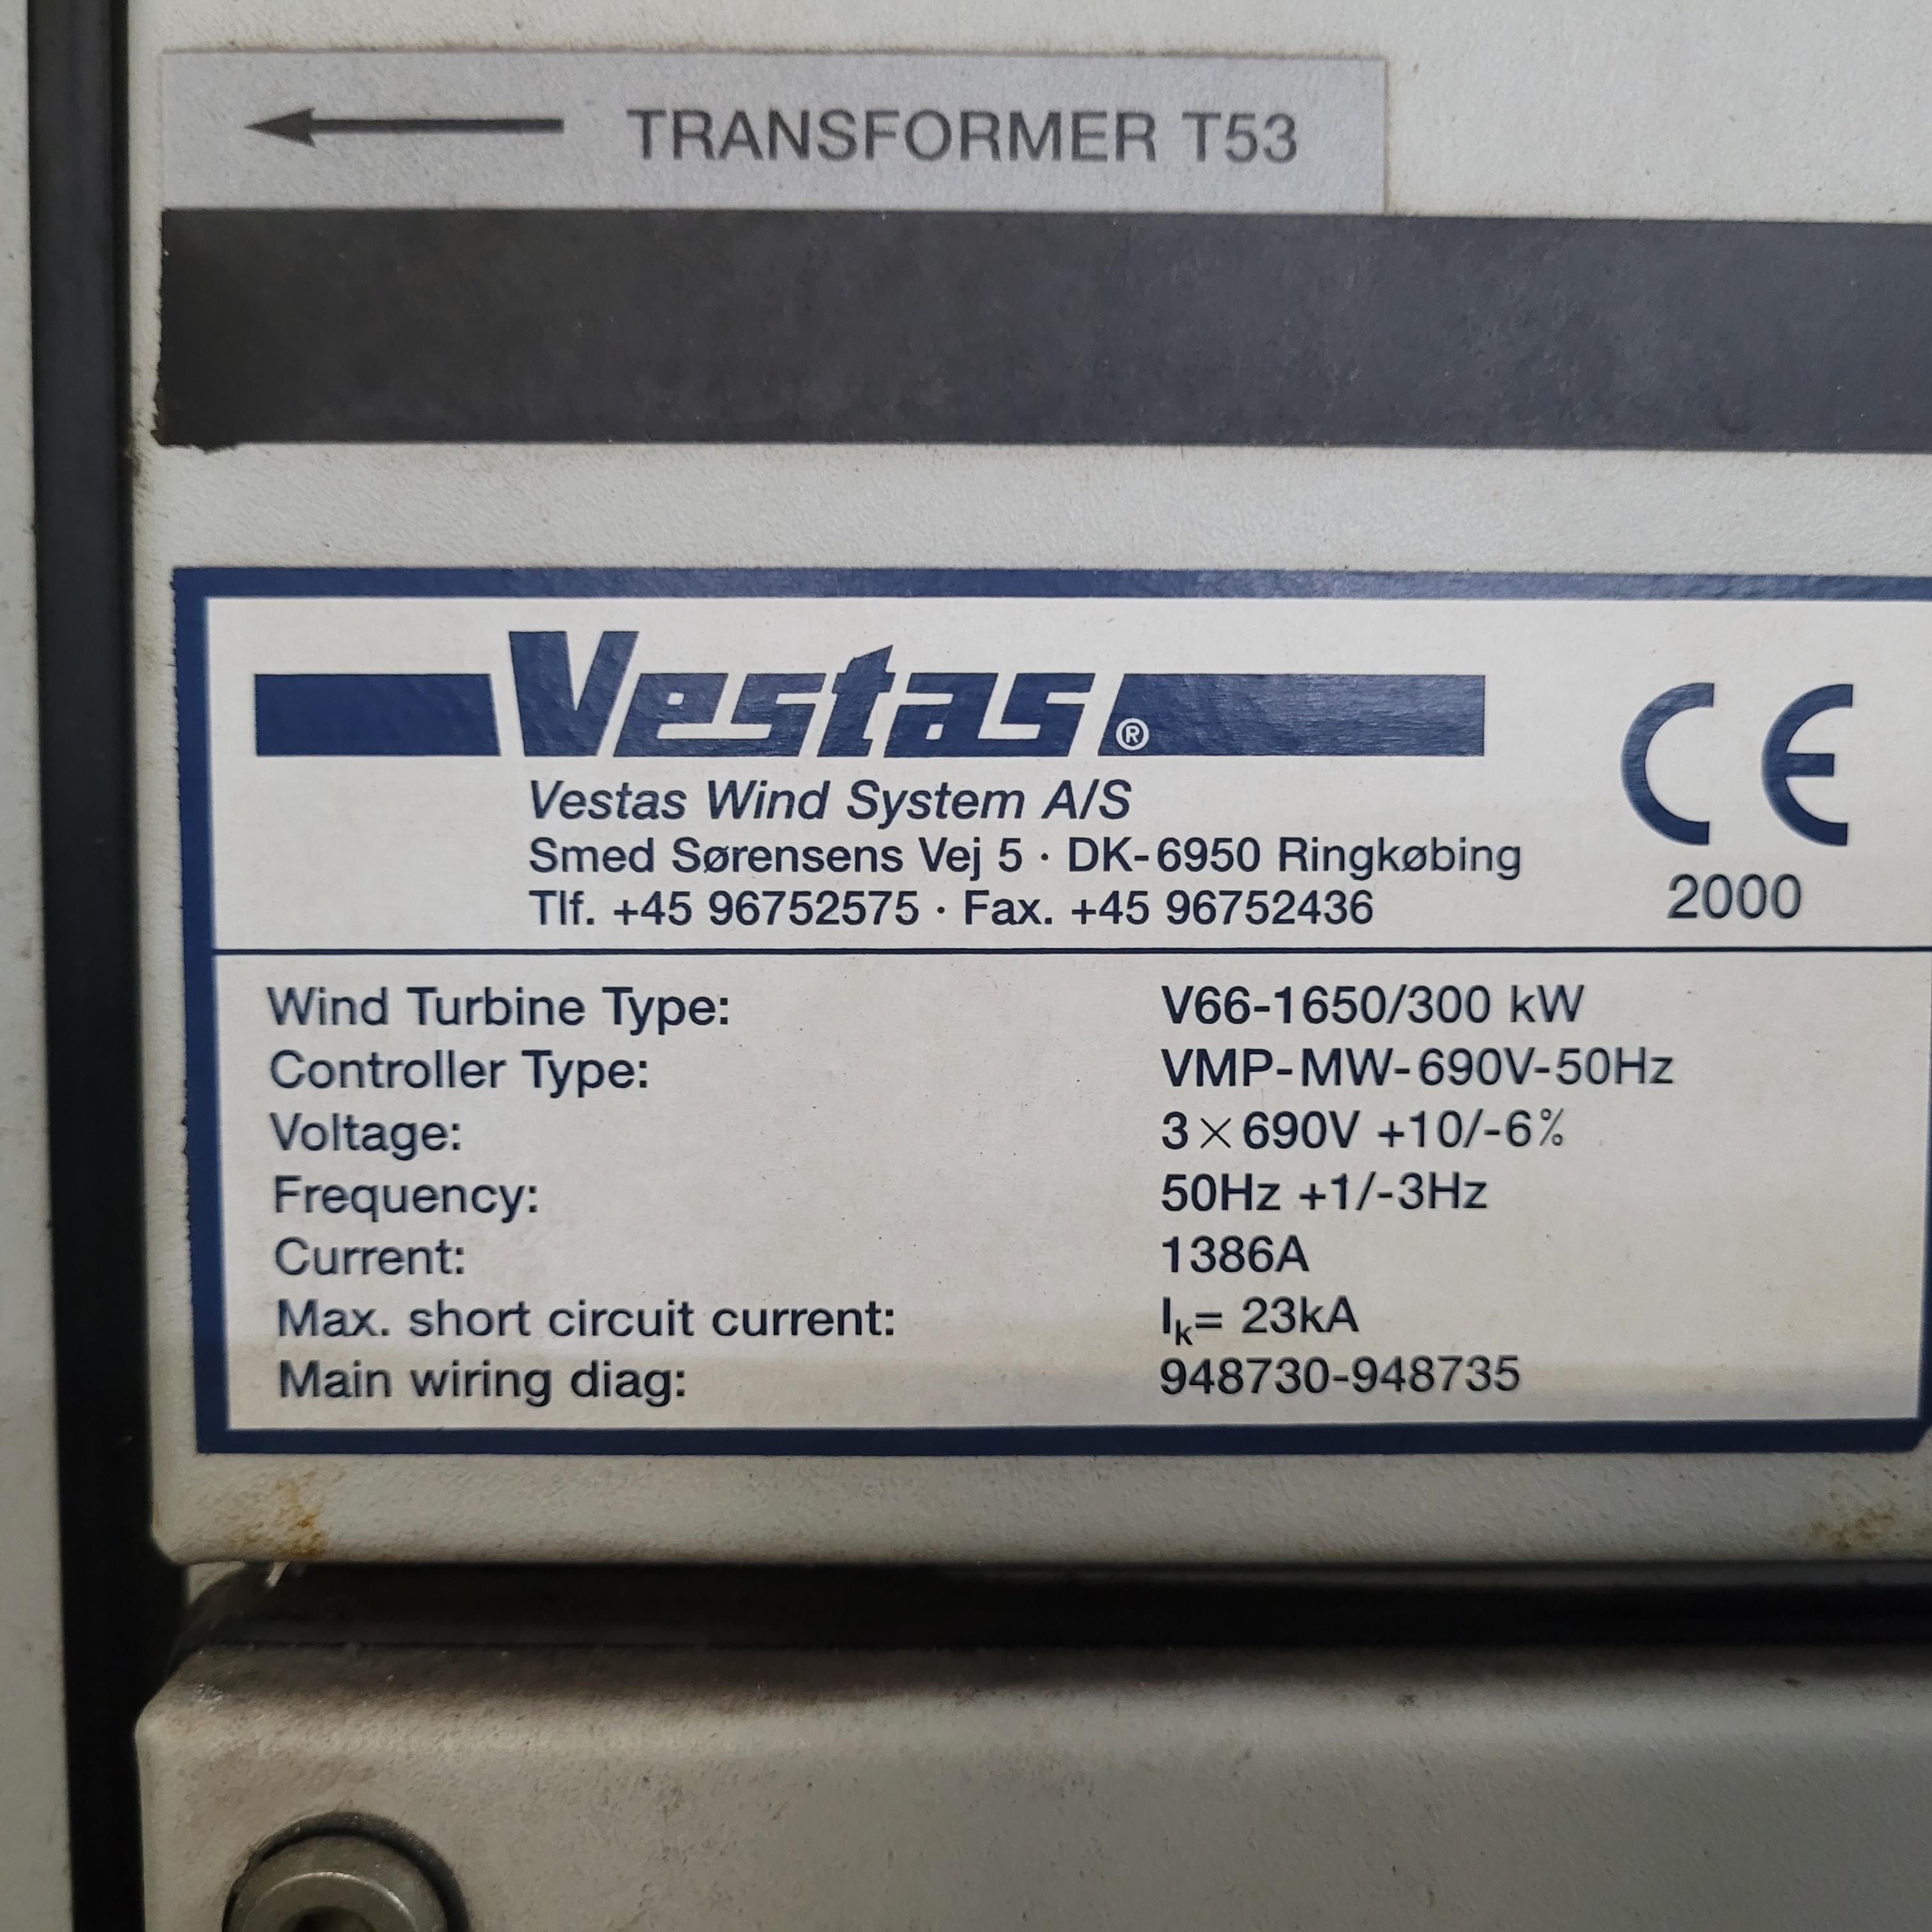 TRANSFORMER T53
Vestas®
CE
Vestas Wind System A/S
Smed Sørensens Vej 5 · DK-6950 Ringkøbing
Tlf. +45 96752575 · Fax. +45 96752436
2000
Wind Turbine Type: V66-1650/300 kW
Controller Type: VMP-MW-690V-50Hz
Voltage: 3×690V +10/-6%
Frequency: 50Hz +1/-3Hz
Current: 1386A
Max. short circuit current: Iₖ= 23kA
Main wiring diag: 948730-948735